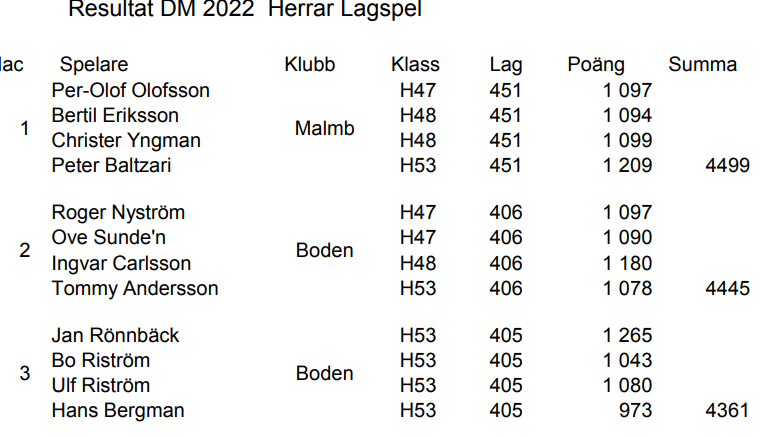 Resultat DM 2022 Herrar Lagspel
lac Spelare Klubb Klass Lag Poäng Summa
Per-Olof Olofsson H47 451 1 097
Bertil Eriksson H48 451 1 094
1 Malmb
Christer Yngman H48 451 1 099
Peter Baltzari H53 451 1 209 4499
Roger Nyström H47 406 1 097
Ove Sunde'n H47 406 1 090
2 Boden
Ingvar Carlsson H48 406 1 180
Tommy Andersson H53 406 1 078 4445
Jan Rönnbäck H53 405 1 265
Bo Riström H53 405 1 043
3 Boden
Ulf Riström H53 405 1 080
Hans Bergman H53 405 973 4361